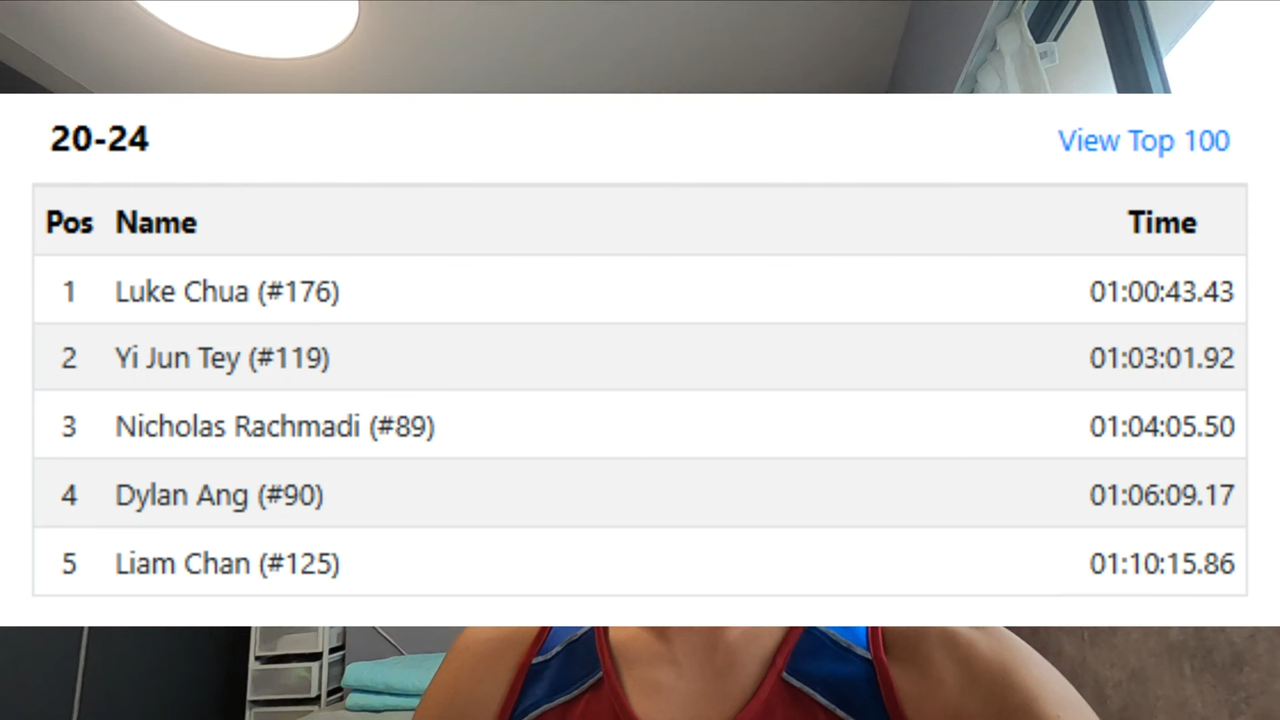 20-24 View Top 100
Pos Name Time
1 Luke Chua (#176) 01:00:43.43
2 Yi Jun Tey (#119) 01:03:01.92
3 Nicholas Rachmadi (#89) 01:04:05.50
4 Dylan Ang (#90) 01:06:09.17
5 Liam Chan (#125) 01:10:15.86